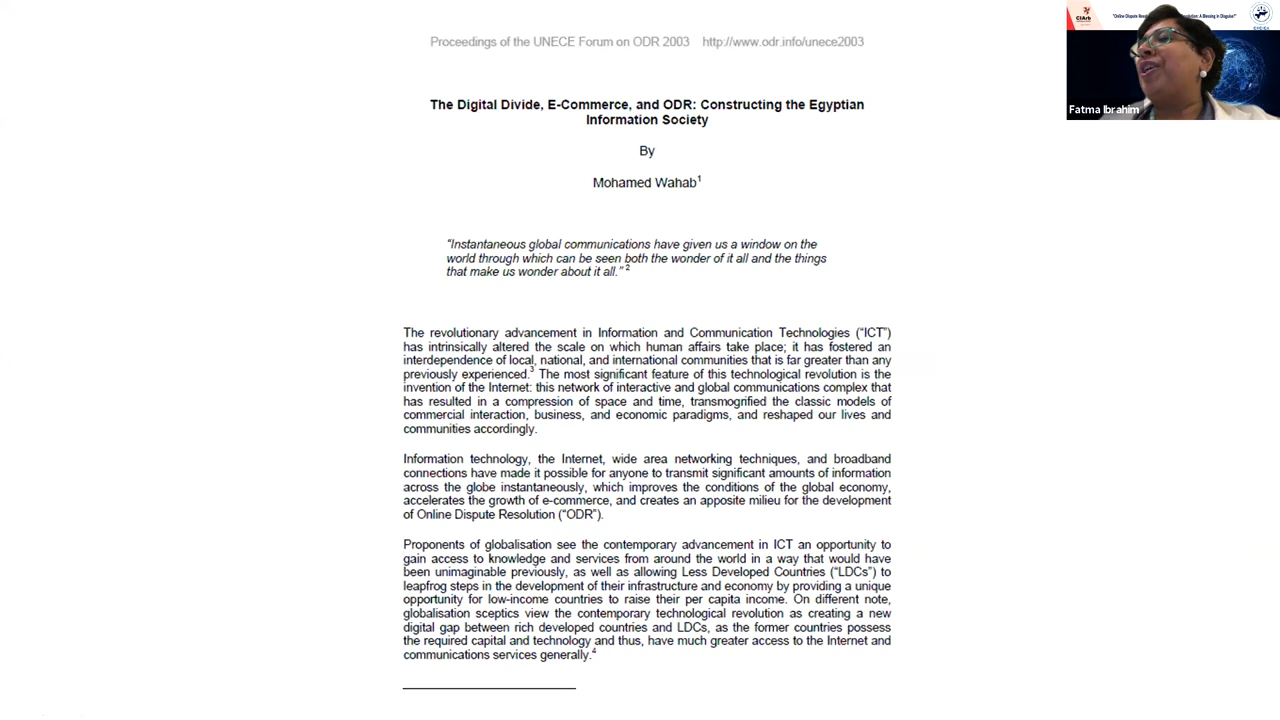 Proceedings of the UNECE Forum on ODR 2003 http://www.odr.info/unece2003
The Digital Divide, E-Commerce, and ODR: Constructing the Egyptian
Information Society
By
Mohamed Wahab1
“Instantaneous global communications have given us a window on the
world through which can be seen both the wonder of it all and the things
that make us wonder about it all.” 2
The revolutionary advancement in Information and Communication Technologies (“ICT”)
has intrinsically altered the scale on which human affairs take place; it has fostered an
interdependence of local, national, and international communities that is far greater than any
previously experienced.3 The most significant feature of this technological revolution is the
invention of the Internet: this network of interactive and global communications complex that
has resulted in a compression of space and time, transmogrified the classic models of
commercial interaction, business, and economic paradigms, and reshaped our lives and
communities accordingly.
Information technology, the Internet, wide area networking techniques, and broadband
connections have made it possible for anyone to transmit significant amounts of information
across the globe instantaneously, which improves the conditions of the global economy,
accelerates the growth of e-commerce, and creates an apposite milieu for the development
of Online Dispute Resolution (“ODR”).
Proponents of globalisation see the contemporary advancement in ICT an opportunity to
gain access to knowledge and services from around the world in a way that would have
been unimaginable previously, as well as allowing Less Developed Countries (“LDCs”) to
leapfrog steps in the development of their infrastructure and economy by providing a unique
opportunity for low-income countries to raise their per capita income. On different note,
globalisation sceptics view the contemporary technological revolution as creating a new
digital gap between rich developed countries and LDCs, as the former countries possess
the required capital and technology and thus, have much greater access to the Internet and
communications services generally.4
CIArb
"Online Dispute A Blessing in Disguise!"
Fatma Ibrahim